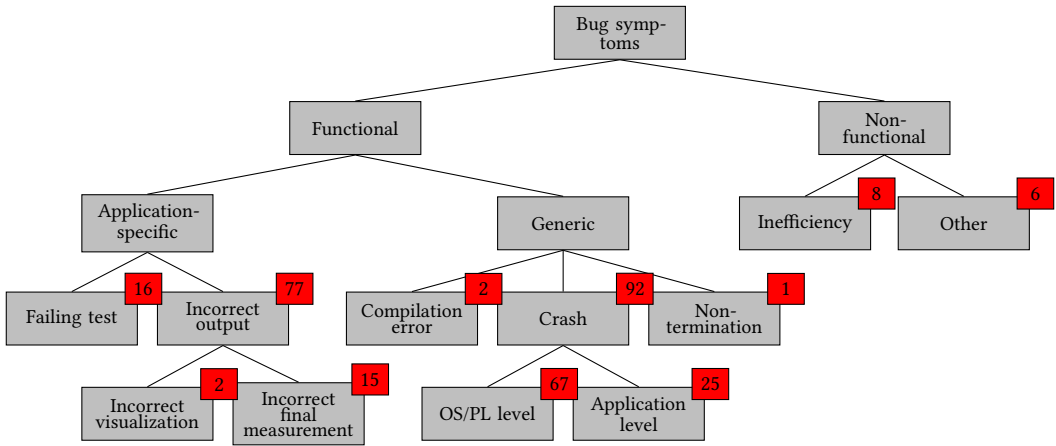 Bug symp-
toms
Functional
Non-
functional
Application-
specific
Generic
8
Inefficiency
6
Other
16
Failing test
77
Incorrect
output
2
Compilation
error
92
Crash
1
Non-
termination
2
Incorrect
visualization
15
Incorrect
final
measurement
67
OS/PL level
25
Application
level